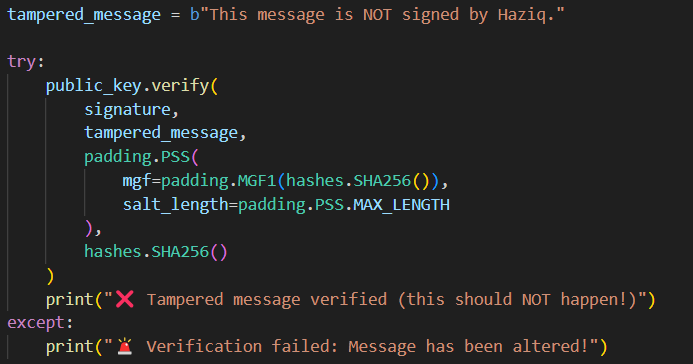 tampered_message = b"This message is NOT signed by Haziq."

try:
    public_key.verify(
        signature,
        tampered_message,
        padding.PSS(
            mgf=padding.MGF1(hashes.SHA256()),
            salt_length=padding.PSS.MAX_LENGTH
        ),
        hashes.SHA256()
    )
    print("❌ Tampered message verified (this should NOT happen!)")
except:
    print("🚨 Verification failed: Message has been altered!")